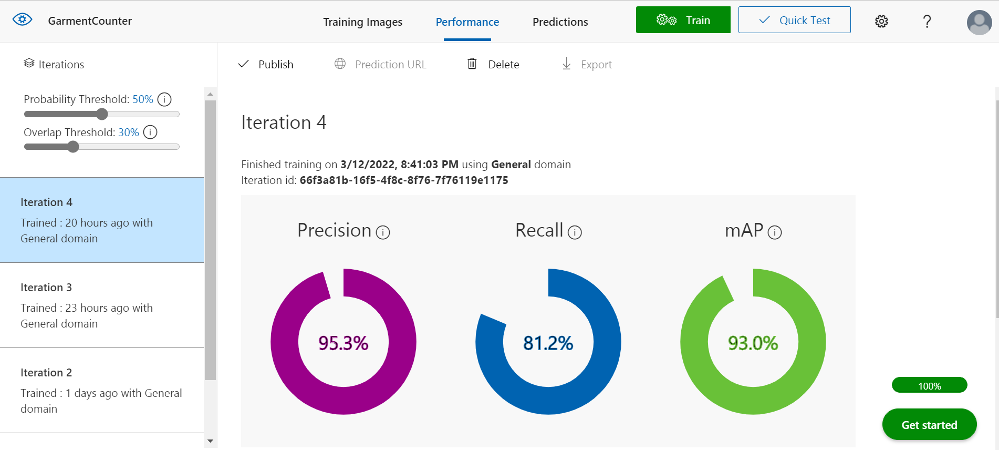 GarmentCounter
Training Images
Performance
Predictions
Train
Quick Test
?
Iterations
Publish
Prediction URL
Delete
Export
Probability Threshold: 50% i
Overlap Threshold: 30% i
Iteration 4
Trained : 20 hours ago with
General domain
Iteration 3
Trained : 23 hours ago with
General domain
Iteration 2
Trained : 1 days ago with General
domain
Iteration 4
Finished training on 3/12/2022, 8:41:03 PM using General domain
Iteration id: 66f3a81b-16f5-4f8c-8f76-7f76119e1175
Precision i
Recall i
mAP i
95.3%
81.2%
93.0%
100%
Get started